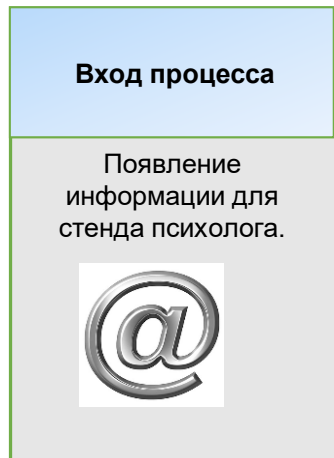 Вход процесса
Появление
информации для
стенда психолога.
@